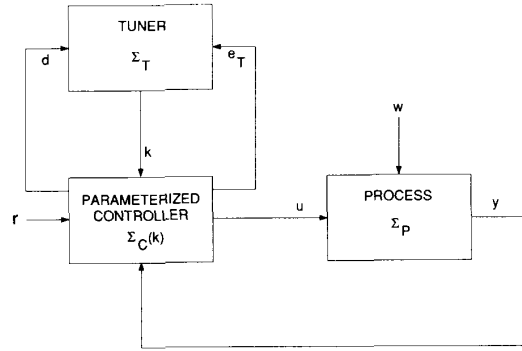 TUNER
Σ_T
d
e_T
k
w
PARAMETERIZED
CONTROLLER
Σ_C(k)
r
u
PROCESS
Σ_P
y